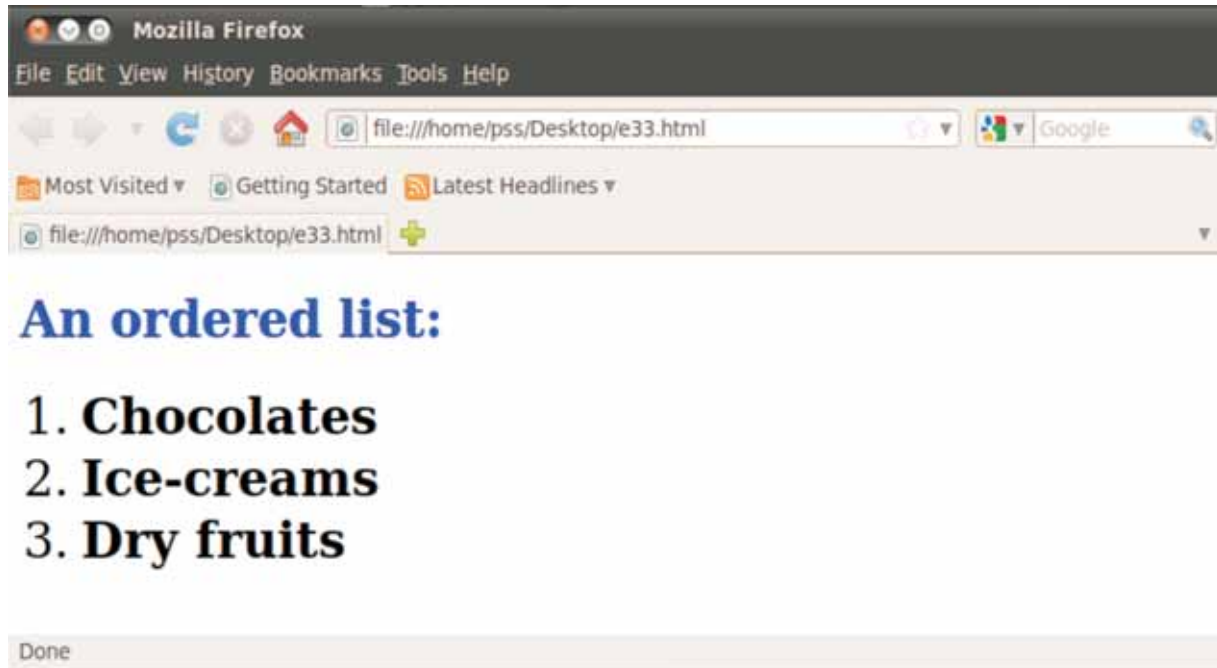 Mozilla Firefox
File Edit View History Bookmarks Tools Help
file:///home/pss/Desktop/e33.html Google
Most Visited Getting Started Latest Headlines
file:///home/pss/Desktop/e33.html
An ordered list:
1. Chocolates
2. Ice-creams
3. Dry fruits
Done